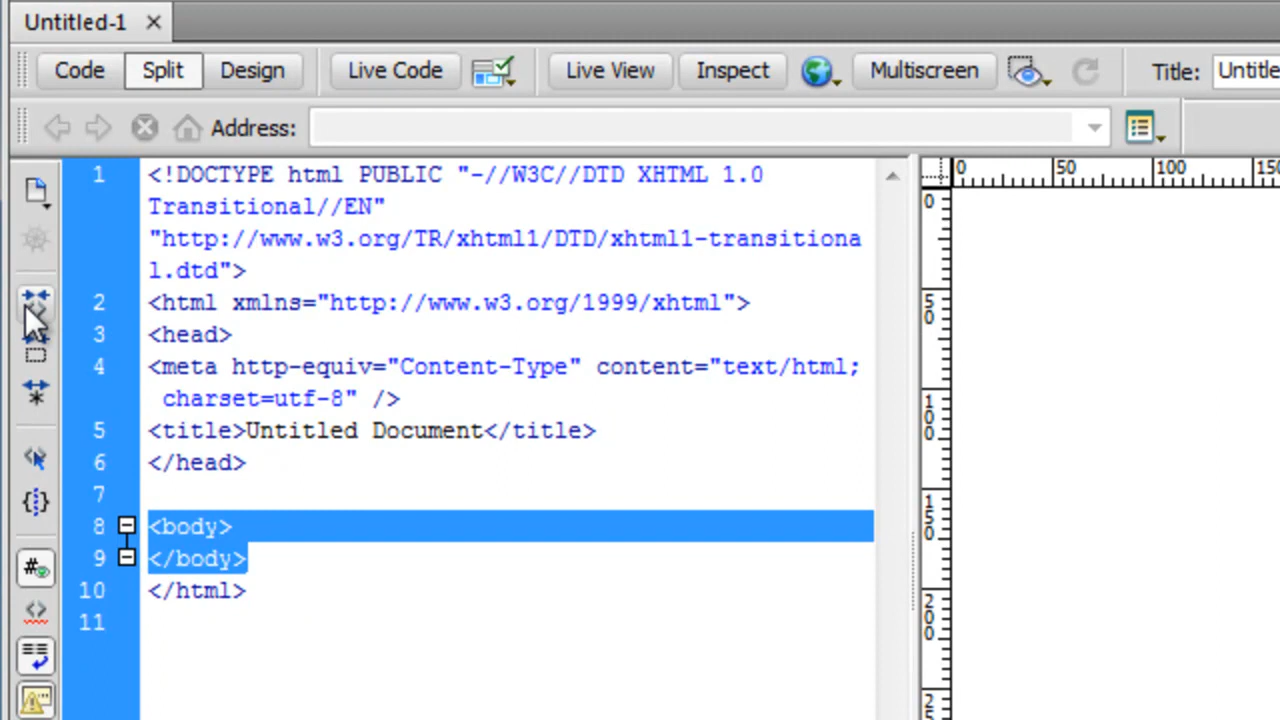 Untitled-1
Code Split Design Live Code Live View Inspect Multiscreen Title: Untitle
Address:
1 <!DOCTYPE html PUBLIC "-//W3C//DTD XHTML 1.0
Transitional//EN"
"http://www.w3.org/TR/xhtml1/DTD/xhtml1-transitiona
l.dtd">
2 <html xmlns="http://www.w3.org/1999/xhtml">
3 <head>
4 <meta http-equiv="Content-Type" content="text/html;
charset=utf-8" />
5 <title>Untitled Document</title>
6 </head>
7
8 <body>
9 </body>
10 </html>
11
0 50 100 150
0
50
100
150
200
25